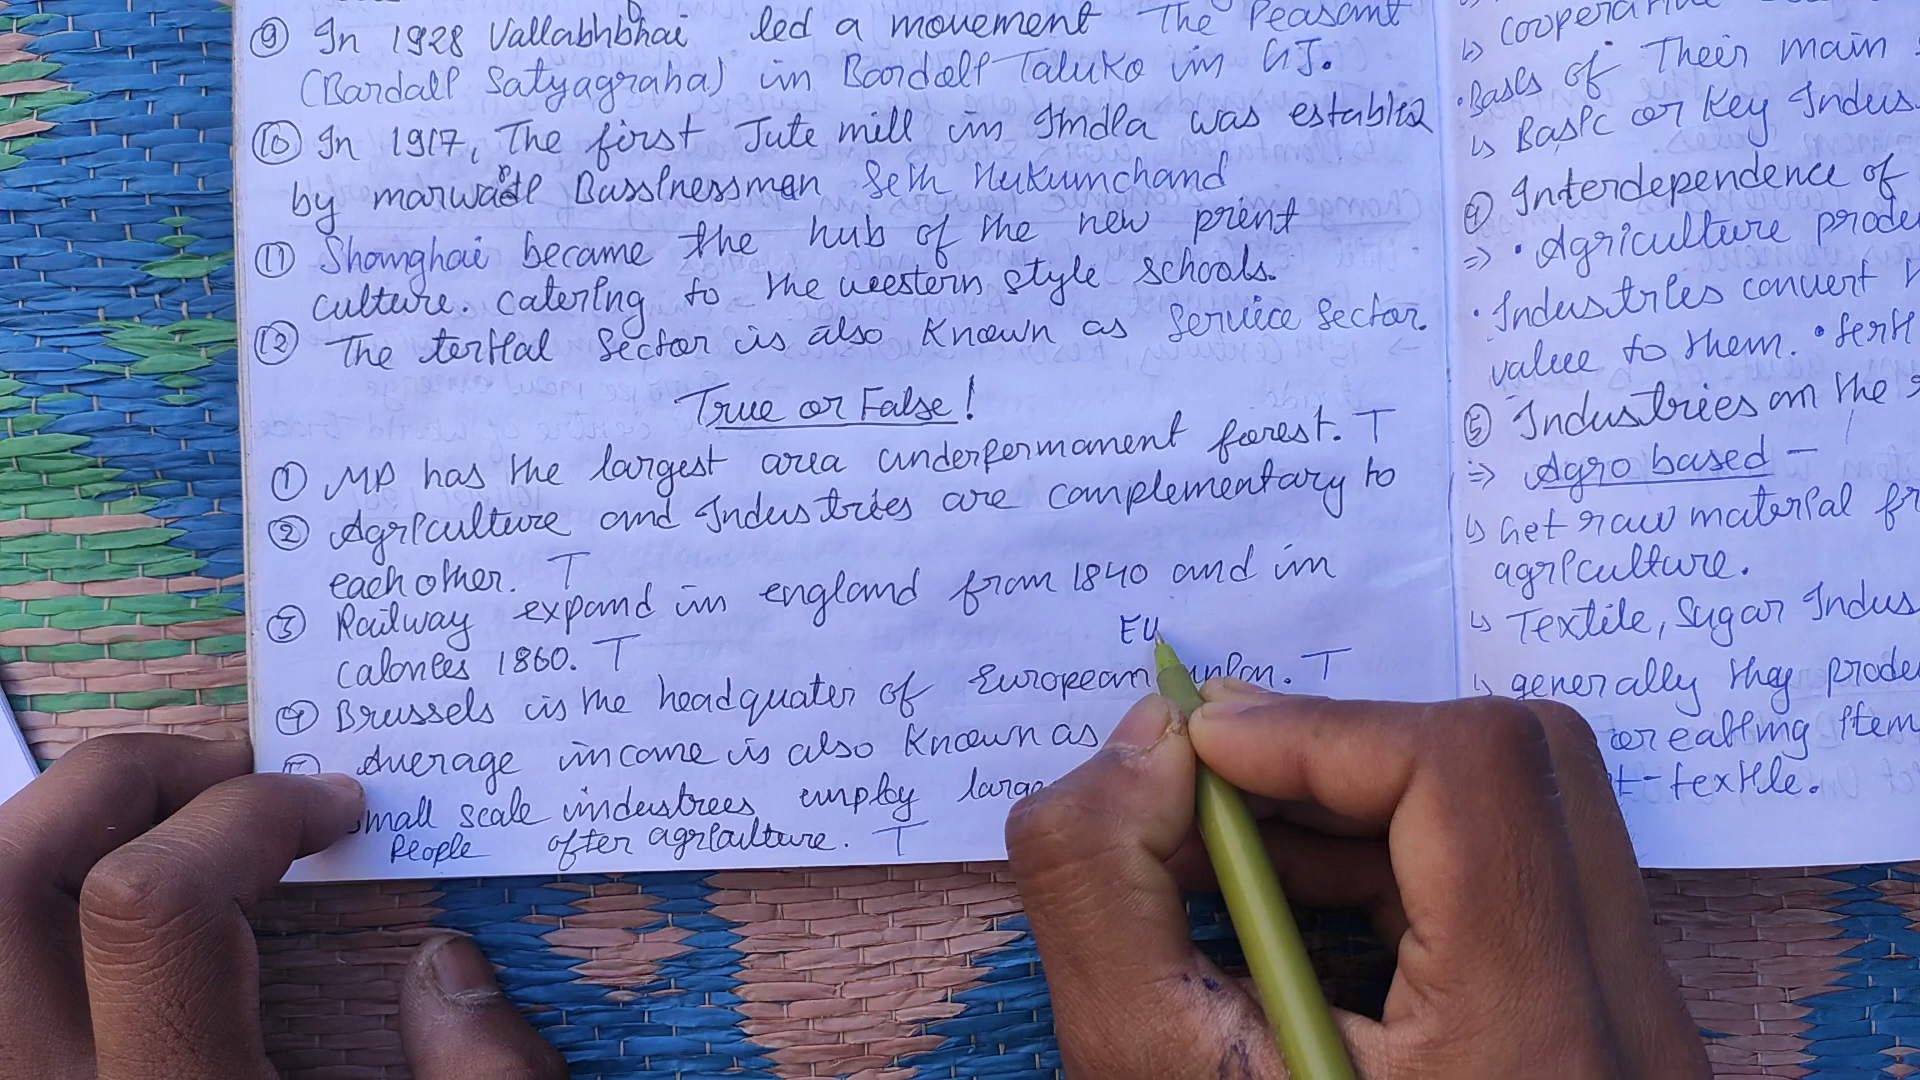 ⑨ In 1928 Vallabhbhai led a movement The Peasant
(Bardalf Satyagraha) in Bardolf Taluka in GJ.
⑩ In 1917, The first Jute mill in India was establis
by marwadi Bussinessman Seth Hukumchand
⑪ Shanghai became the hub of the new print
culture. catering to the western style schools.
⑫ The tertial Sector is also Known as Service Sector.
True or False!
① MP has the largest area underpermanent forest. T
② Agriculture and Industries are complementary to
each other. T
③ Railway expand in england from 1840 and in
colonies 1860. T
EU
④ Brussels is the headquater of European union. T
Average income is also Known as
Small scale industrees employ large
People after agriculture. T
↳ cooperative
• Bases of Their main
↳ Basic or Key Indus
④ Interdependence of
⇒ • Agriculture produ
• Industries convert
value to them. •
⑤ Industries on the
⇒ Agro based -
↳ Get raw material fr
agriculture.
↳ Textile, Sugar Indus
↳ generally they produ
or eating item
textile.